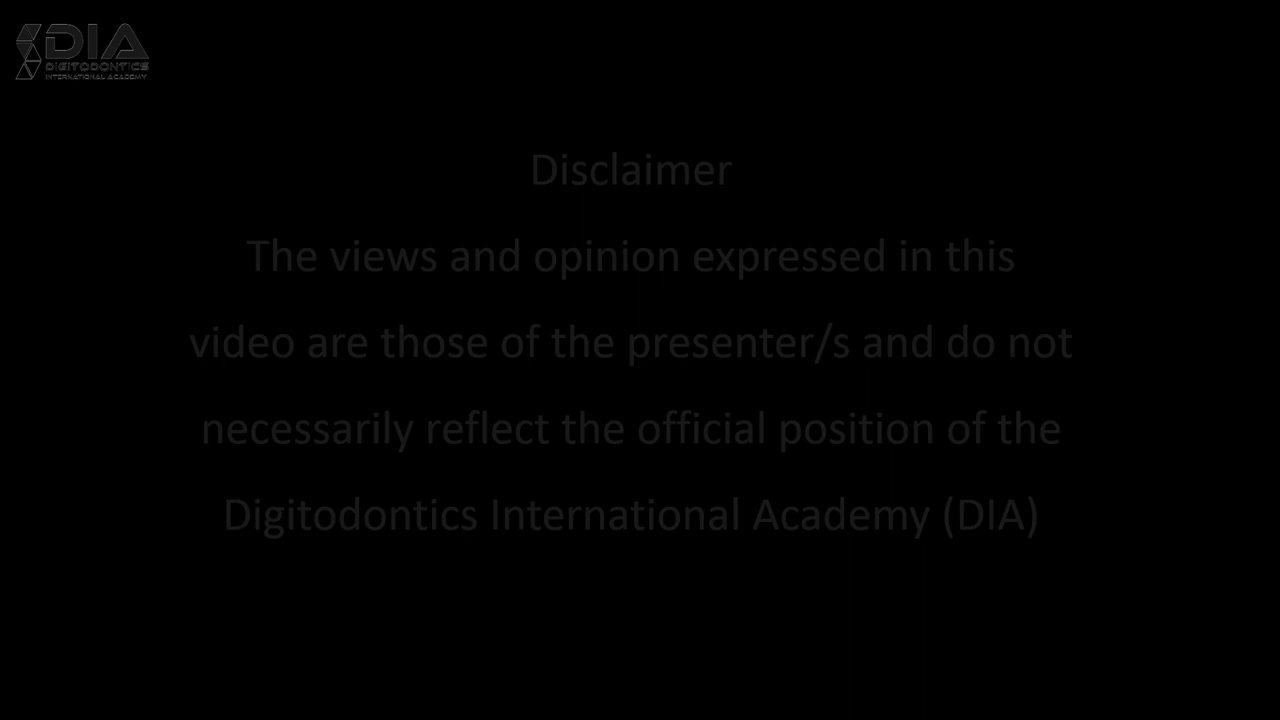 DIA
DIGITODONTICS
INTERNATIONAL ACADEMY
Disclaimer
The views and opinion expressed in this
video are those of the presenter/s and do not
necessarily reflect the official position of the
Digitodontics International Academy (DIA)